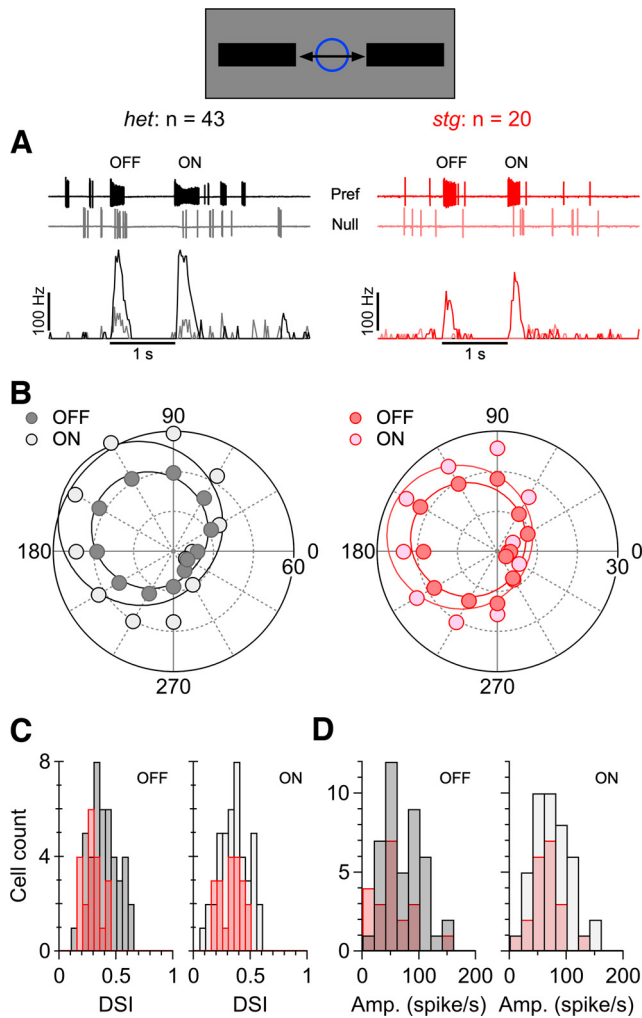 het: n = 43
stg: n = 20
A
OFF ON
OFF ON
Pref
Null
100 Hz
1 s
100 Hz
1 s
B
OFF
ON
90
180
0
60
270
OFF
ON
90
180
0
30
270
C
Cell count
8
4
0
OFF
0 0.5 1
DSI
ON
0 0.5 1
DSI
D
10
5
0
OFF
0 100 200
Amp. (spike/s)
ON
0 100 200
Amp. (spike/s)